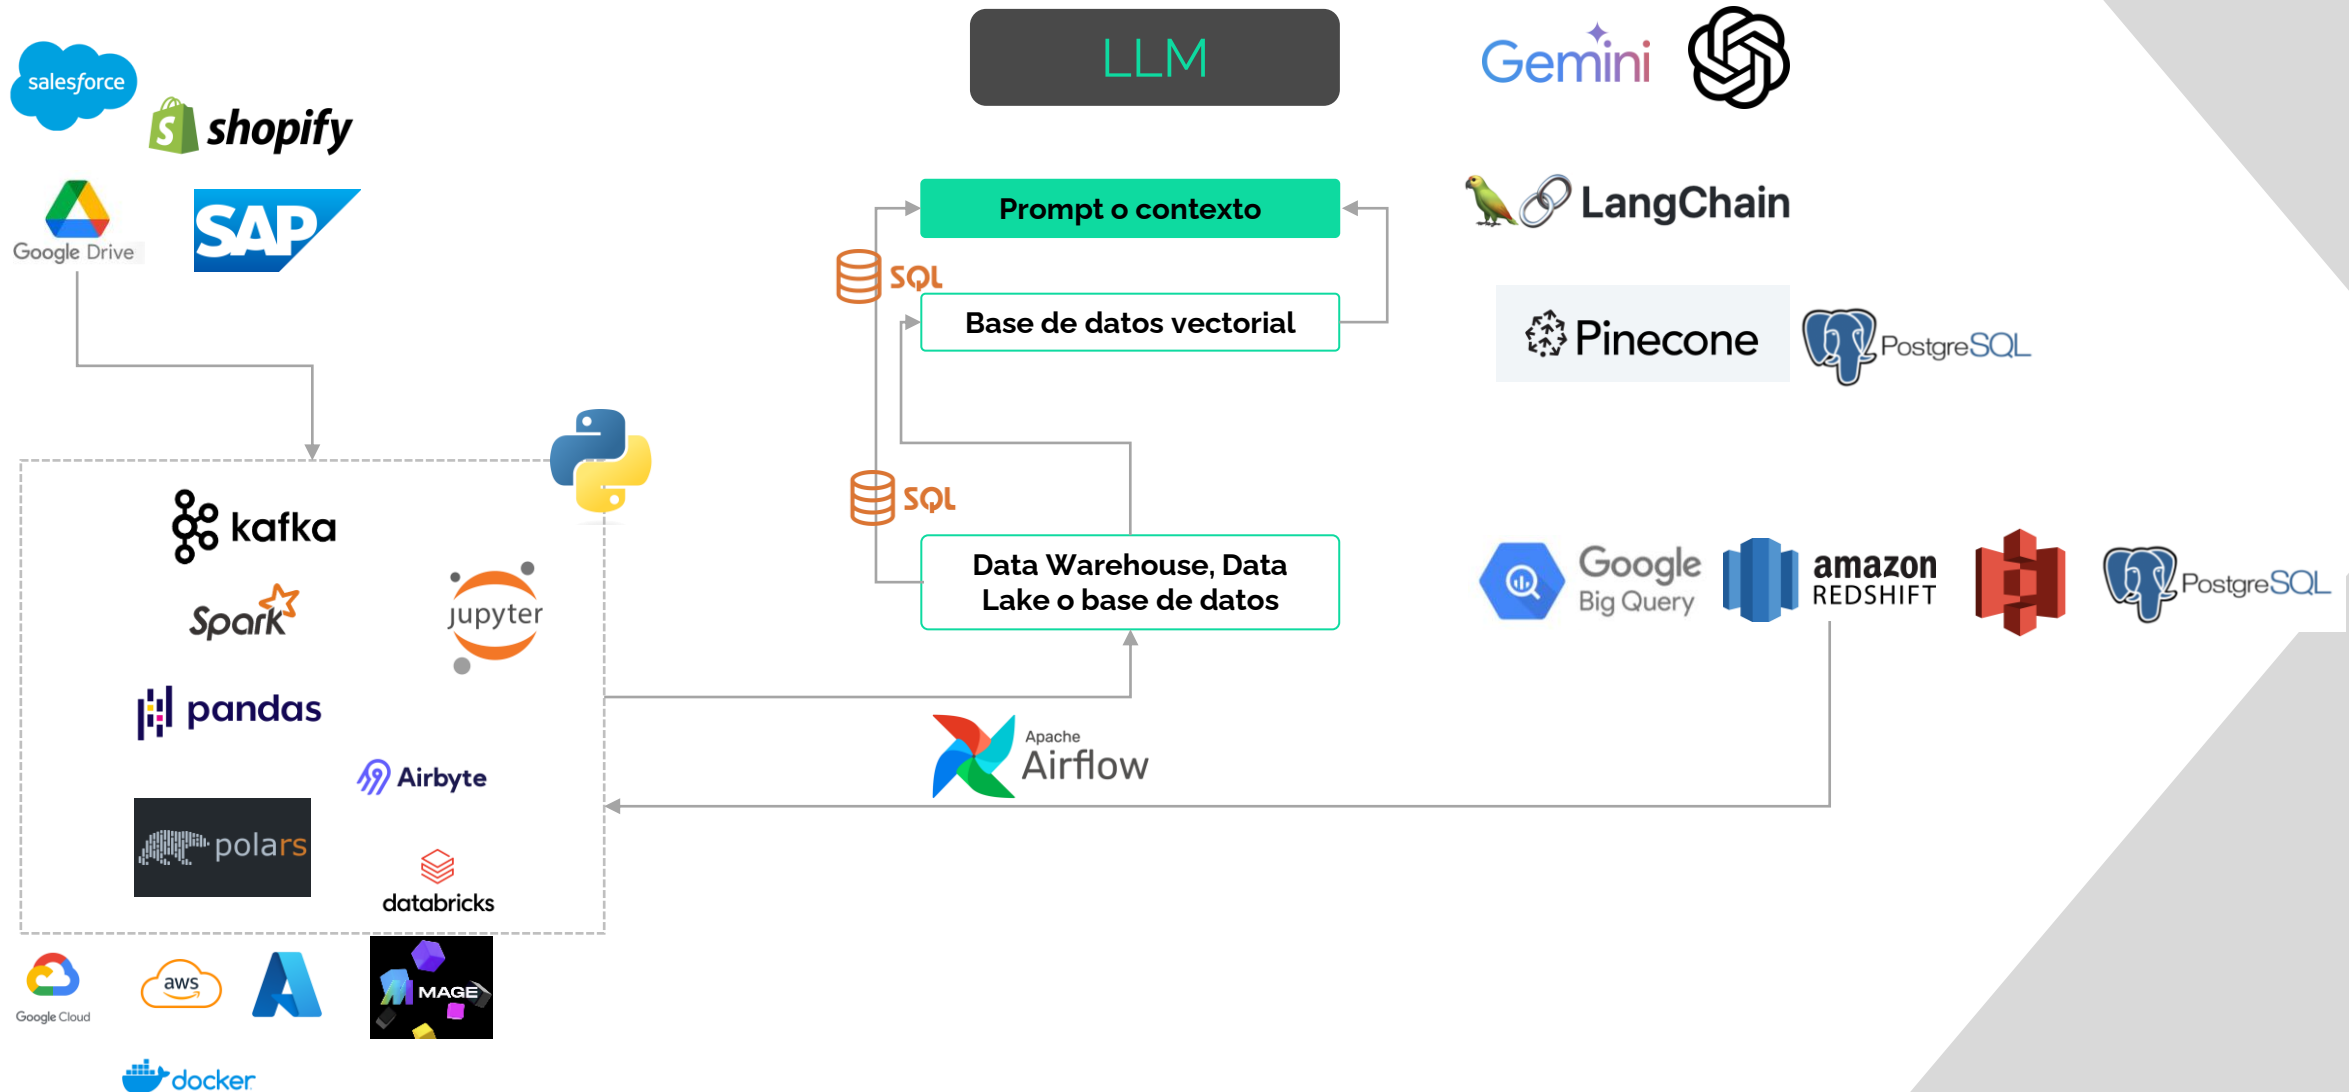 LLM
Gemini
salesforce
shopify
Google Drive
SAP
Prompt o contexto
LangChain
SQL
Base de datos vectorial
Pinecone
PostgreSQL
kafka
Spark
jupyter
pandas
Airbyte
polars
databricks
SQL
Data Warehouse, Data
Lake o base de datos
Google
Big Query
amazon
REDSHIFT
PostgreSQL
Apache
Airflow
Google Cloud
aws
MAGE
docker